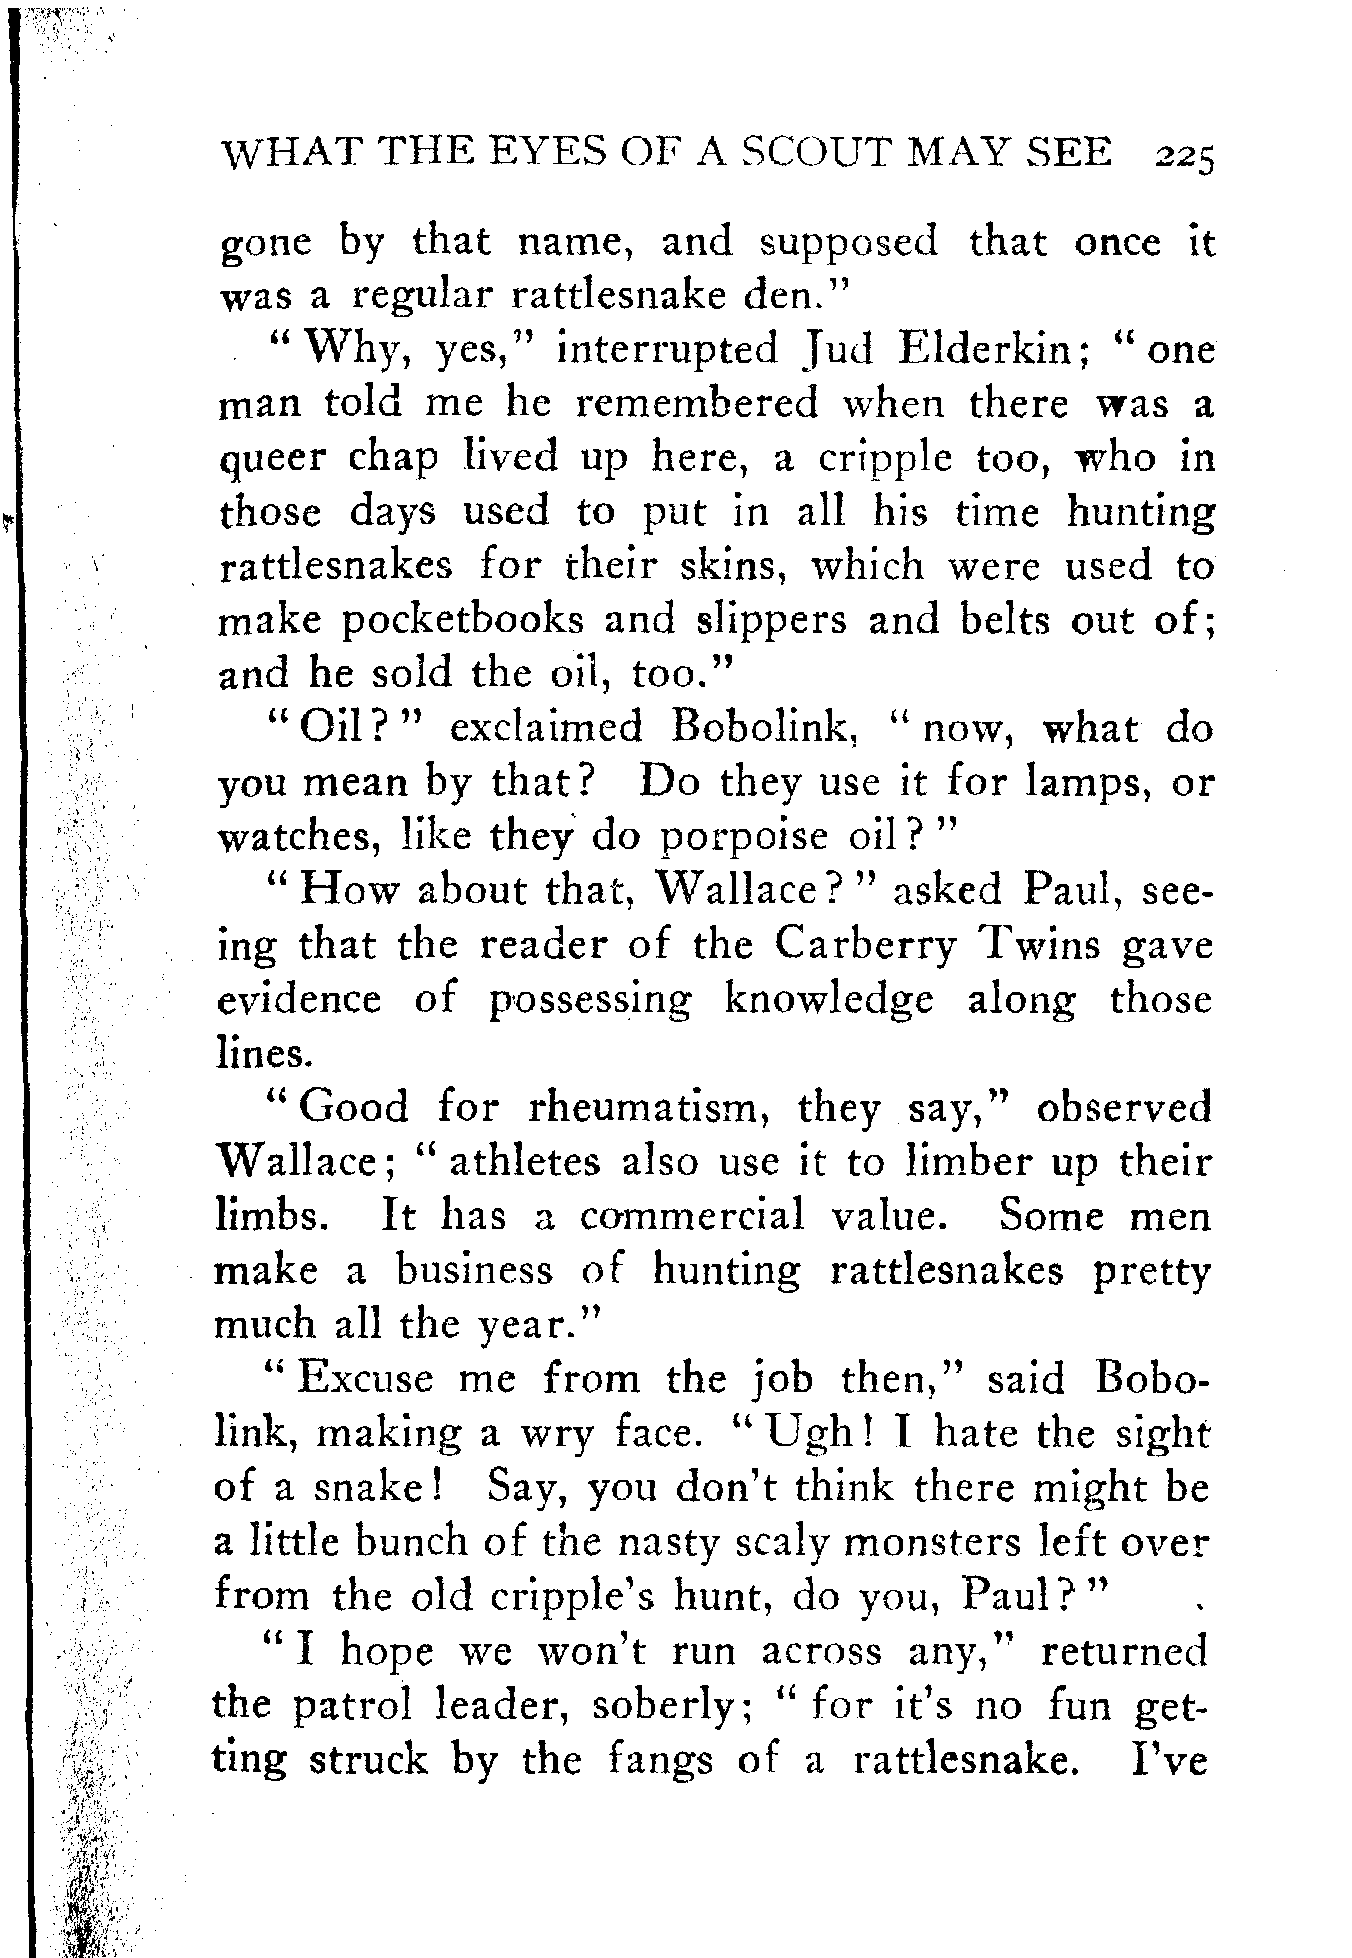 WHAT THE EYES OF A SCOUT MAY SEE 225
gone by that name, and supposed that once it
was a regular rattlesnake den."
"Why, yes," interrupted Jud Elderkin; "one
man told me he remembered when there was a
queer chap lived up here, a cripple too, who in
those days used to put in all his time hunting
rattlesnakes for their skins, which were used to
make pocketbooks and slippers and belts out of;
and he sold the oil, too."
"Oil?" exclaimed Bobolink, "now, what do
you mean by that? Do they use it for lamps, or
watches, like they do porpoise oil?"
"How about that, Wallace?" asked Paul, see-
ing that the reader of the Carberry Twins gave
evidence of possessing knowledge along those
lines.
"Good for rheumatism, they say," observed
Wallace; "athletes also use it to limber up their
limbs. It has a commercial value. Some men
make a business of hunting rattlesnakes pretty
much all the year."
"Excuse me from the job then," said Bobo-
link, making a wry face. "Ugh! I hate the sight
of a snake! Say, you don't think there might be
a little bunch of the nasty scaly monsters left over
from the old cripple's hunt, do you, Paul?"
"I hope we won't run across any," returned
the patrol leader, soberly; "for it's no fun get-
ting struck by the fangs of a rattlesnake. I've